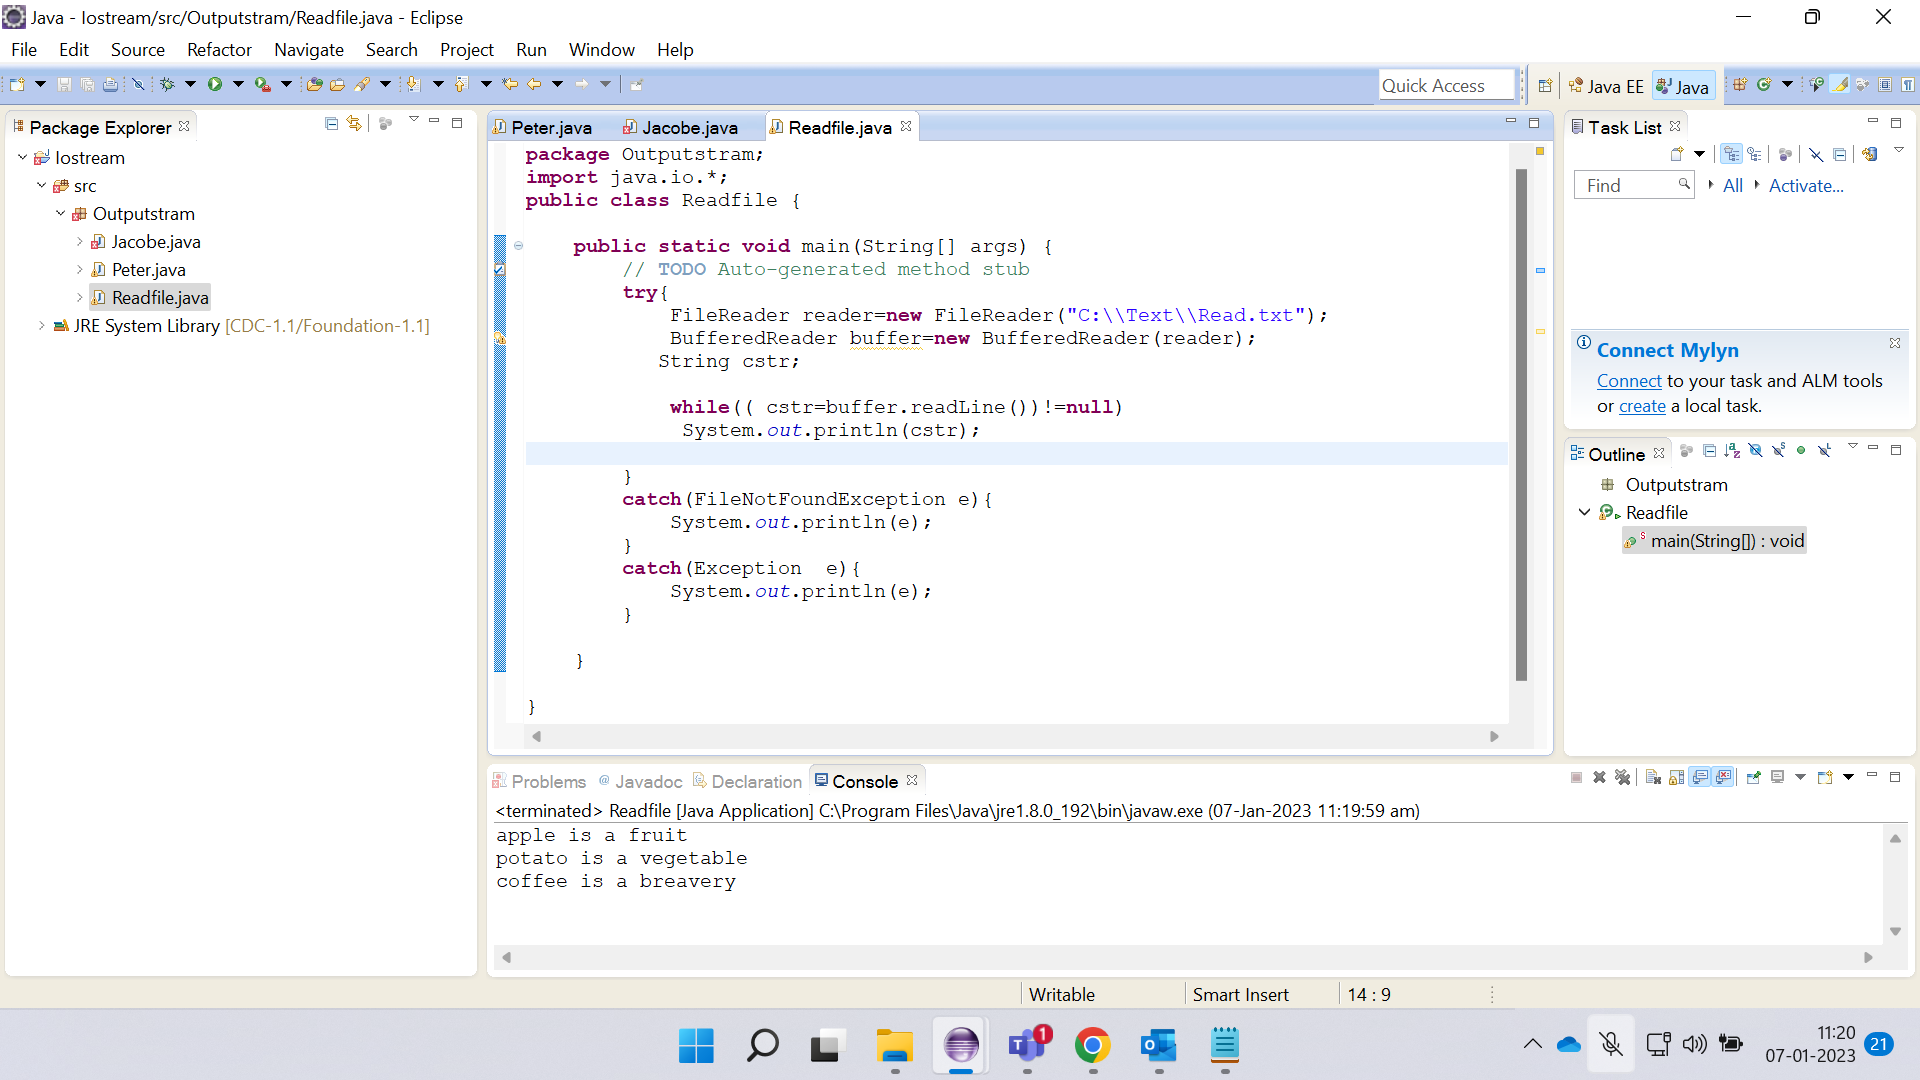 Java - Iostream/src/Outputstram/Readfile.java - Eclipse
File Edit Source Refactor Navigate Search Project Run Window Help
Quick Access
Java EE
Java
Package Explorer
Iostream
src
Outputstram
Jacobe.java
Peter.java
Readfile.java
JRE System Library [CDC-1.1/Foundation-1.1]
Peter.java Jacobe.java Readfile.java
package Outputstram;
import java.io.*;
public class Readfile {
public static void main(String[] args) {
// TODO Auto-generated method stub
try{
FileReader reader=new FileReader("C:\\Text\\Read.txt");
BufferedReader buffer=new BufferedReader(reader);
String cstr;
while(( cstr=buffer.readLine())!=null)
System.out.println(cstr);
}
catch(FileNotFoundException e){
System.out.println(e);
}
catch(Exception  e){
System.out.println(e);
}
}
}
Task List
Find
All
Activate...
Connect Mylyn
Connect to your task and ALM tools
or create a local task.
Outline
Outputstram
Readfile
main(String[]) : void
Problems @ Javadoc Declaration Console
<terminated> Readfile [Java Application] C:\Program Files\Java\jre1.8.0_192\bin\javaw.exe (07-Jan-2023 11:19:59 am)
apple is a fruit
potato is a vegetable
coffee is a breavery
Writable
Smart Insert
14 : 9
1
11:20
07-01-2023
21